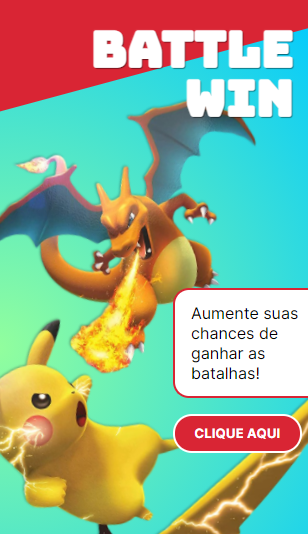 BATTLE
WIN
Aumente suas
chances de
ganhar as
batalhas!
CLIQUE AQUI